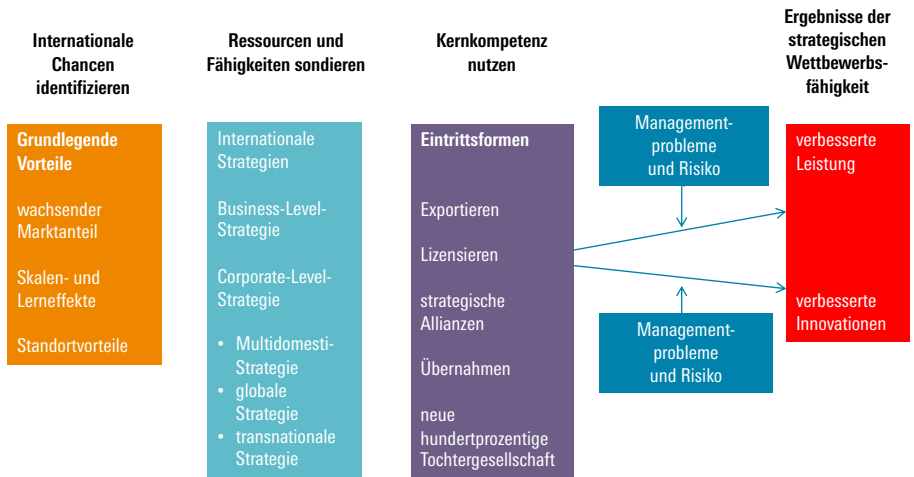 Internationale
Chancen
identifizieren
Grundlegende
Vorteile
wachsender
Marktanteil
Skalen- und
Lerneffekte
Standortvorteile
Ressourcen und
Fähigkeiten sondieren
Internationale
Strategien
Business-Level-
Strategie
Corporate-Level-
Strategie
• Multidomesti-
Strategie
• globale
Strategie
• transnationale
Strategie
Kernkompetenz
nutzen
Eintrittsformen
Exportieren
Lizensieren
strategische
Allianzen
Übernahmen
neue
hundertprozentige
Tochtergesellschaft
Management-
probleme
und Risiko
Management-
probleme
und Risiko
Ergebnisse der
strategischen
Wettbewerbs-
fähigkeit
verbesserte
Leistung
verbesserte
Innovationen